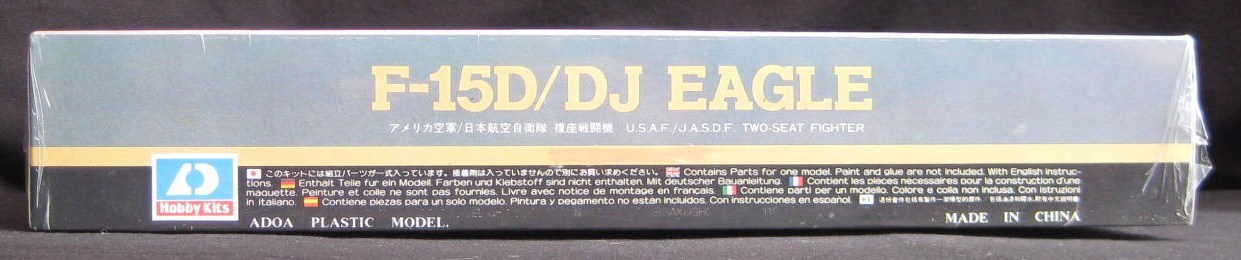 F-15D/DJ EAGLE
アメリカ空軍/日本航空自衛隊 複座戦闘機 U.S.A.F./J.A.S.D.F. TWO-SEAT FIGHTER
このキットには組立パーツが一式入っています。接着剤は入っていませんので別にお買い求めください。 Contains Parts for one model. Paint and glue are not included. With English instruc-
tions. Enthält Teile für ein Modell. Farben und Klebstoff sind nicht enthalten. Mit deutscher Bauanleitung. Contient les pieces necessaires pour la construction d'une
maquette. Peinture et colle ne sont pas fournies. Livre avec notice de montage en francais. Contiene parti per un modello. Colore e colla non inclusa. Con istruzioni
in italiano. Contiene piezas para un solo modelo. Pintura y pegamento no están incluidos. Con instrucciones en español.
Hobby Kits
ADOA PLASTIC MODEL.
MADE IN CHINA